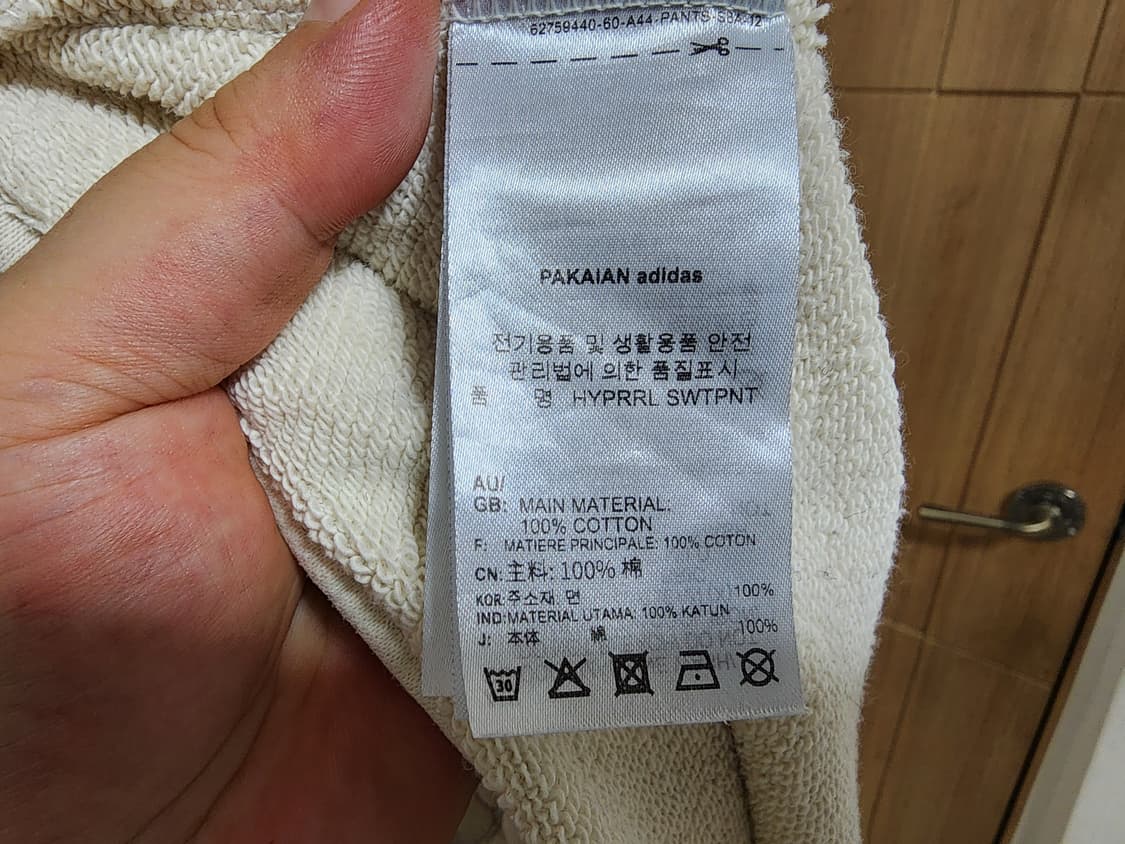 62759440-60-A44-PANTS-S8A-12
PAKAIAN adidas
전기용품 및 생활용품 안전
관리법에 의한 품질표시
품 명 HYPRRL SWTPNT
AU/
GB: MAIN MATERIAL:
100% COTTON
F: MATIERE PRINCIPALE: 100% COTON
CN: 主料: 100% 棉
KOR: 주소재 면 100%
IND: MATERIAL UTAMA: 100% KATUN
J: 本体 綿 100%
30